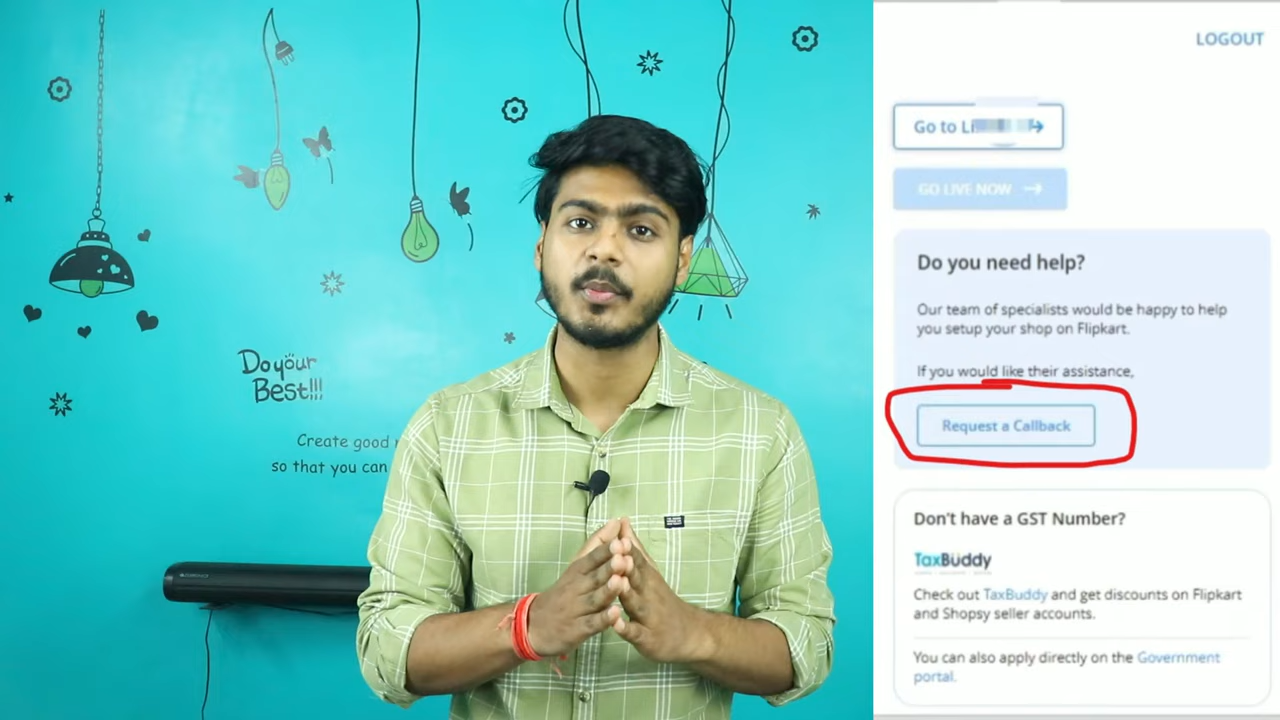 Do your
Best!!!
Create good
so that you can
LOGOUT
Go to
GO LIVE NOW
Do you need help?
Our team of specialists would be happy to help
you setup your shop on Flipkart.
If you would like their assistance,
Request a Callback
Don't have a GST Number?
TaxBuddy
Check out TaxBuddy and get discounts on Flipkart
and Shopsy seller accounts.
You can also apply directly on the Government
portal.